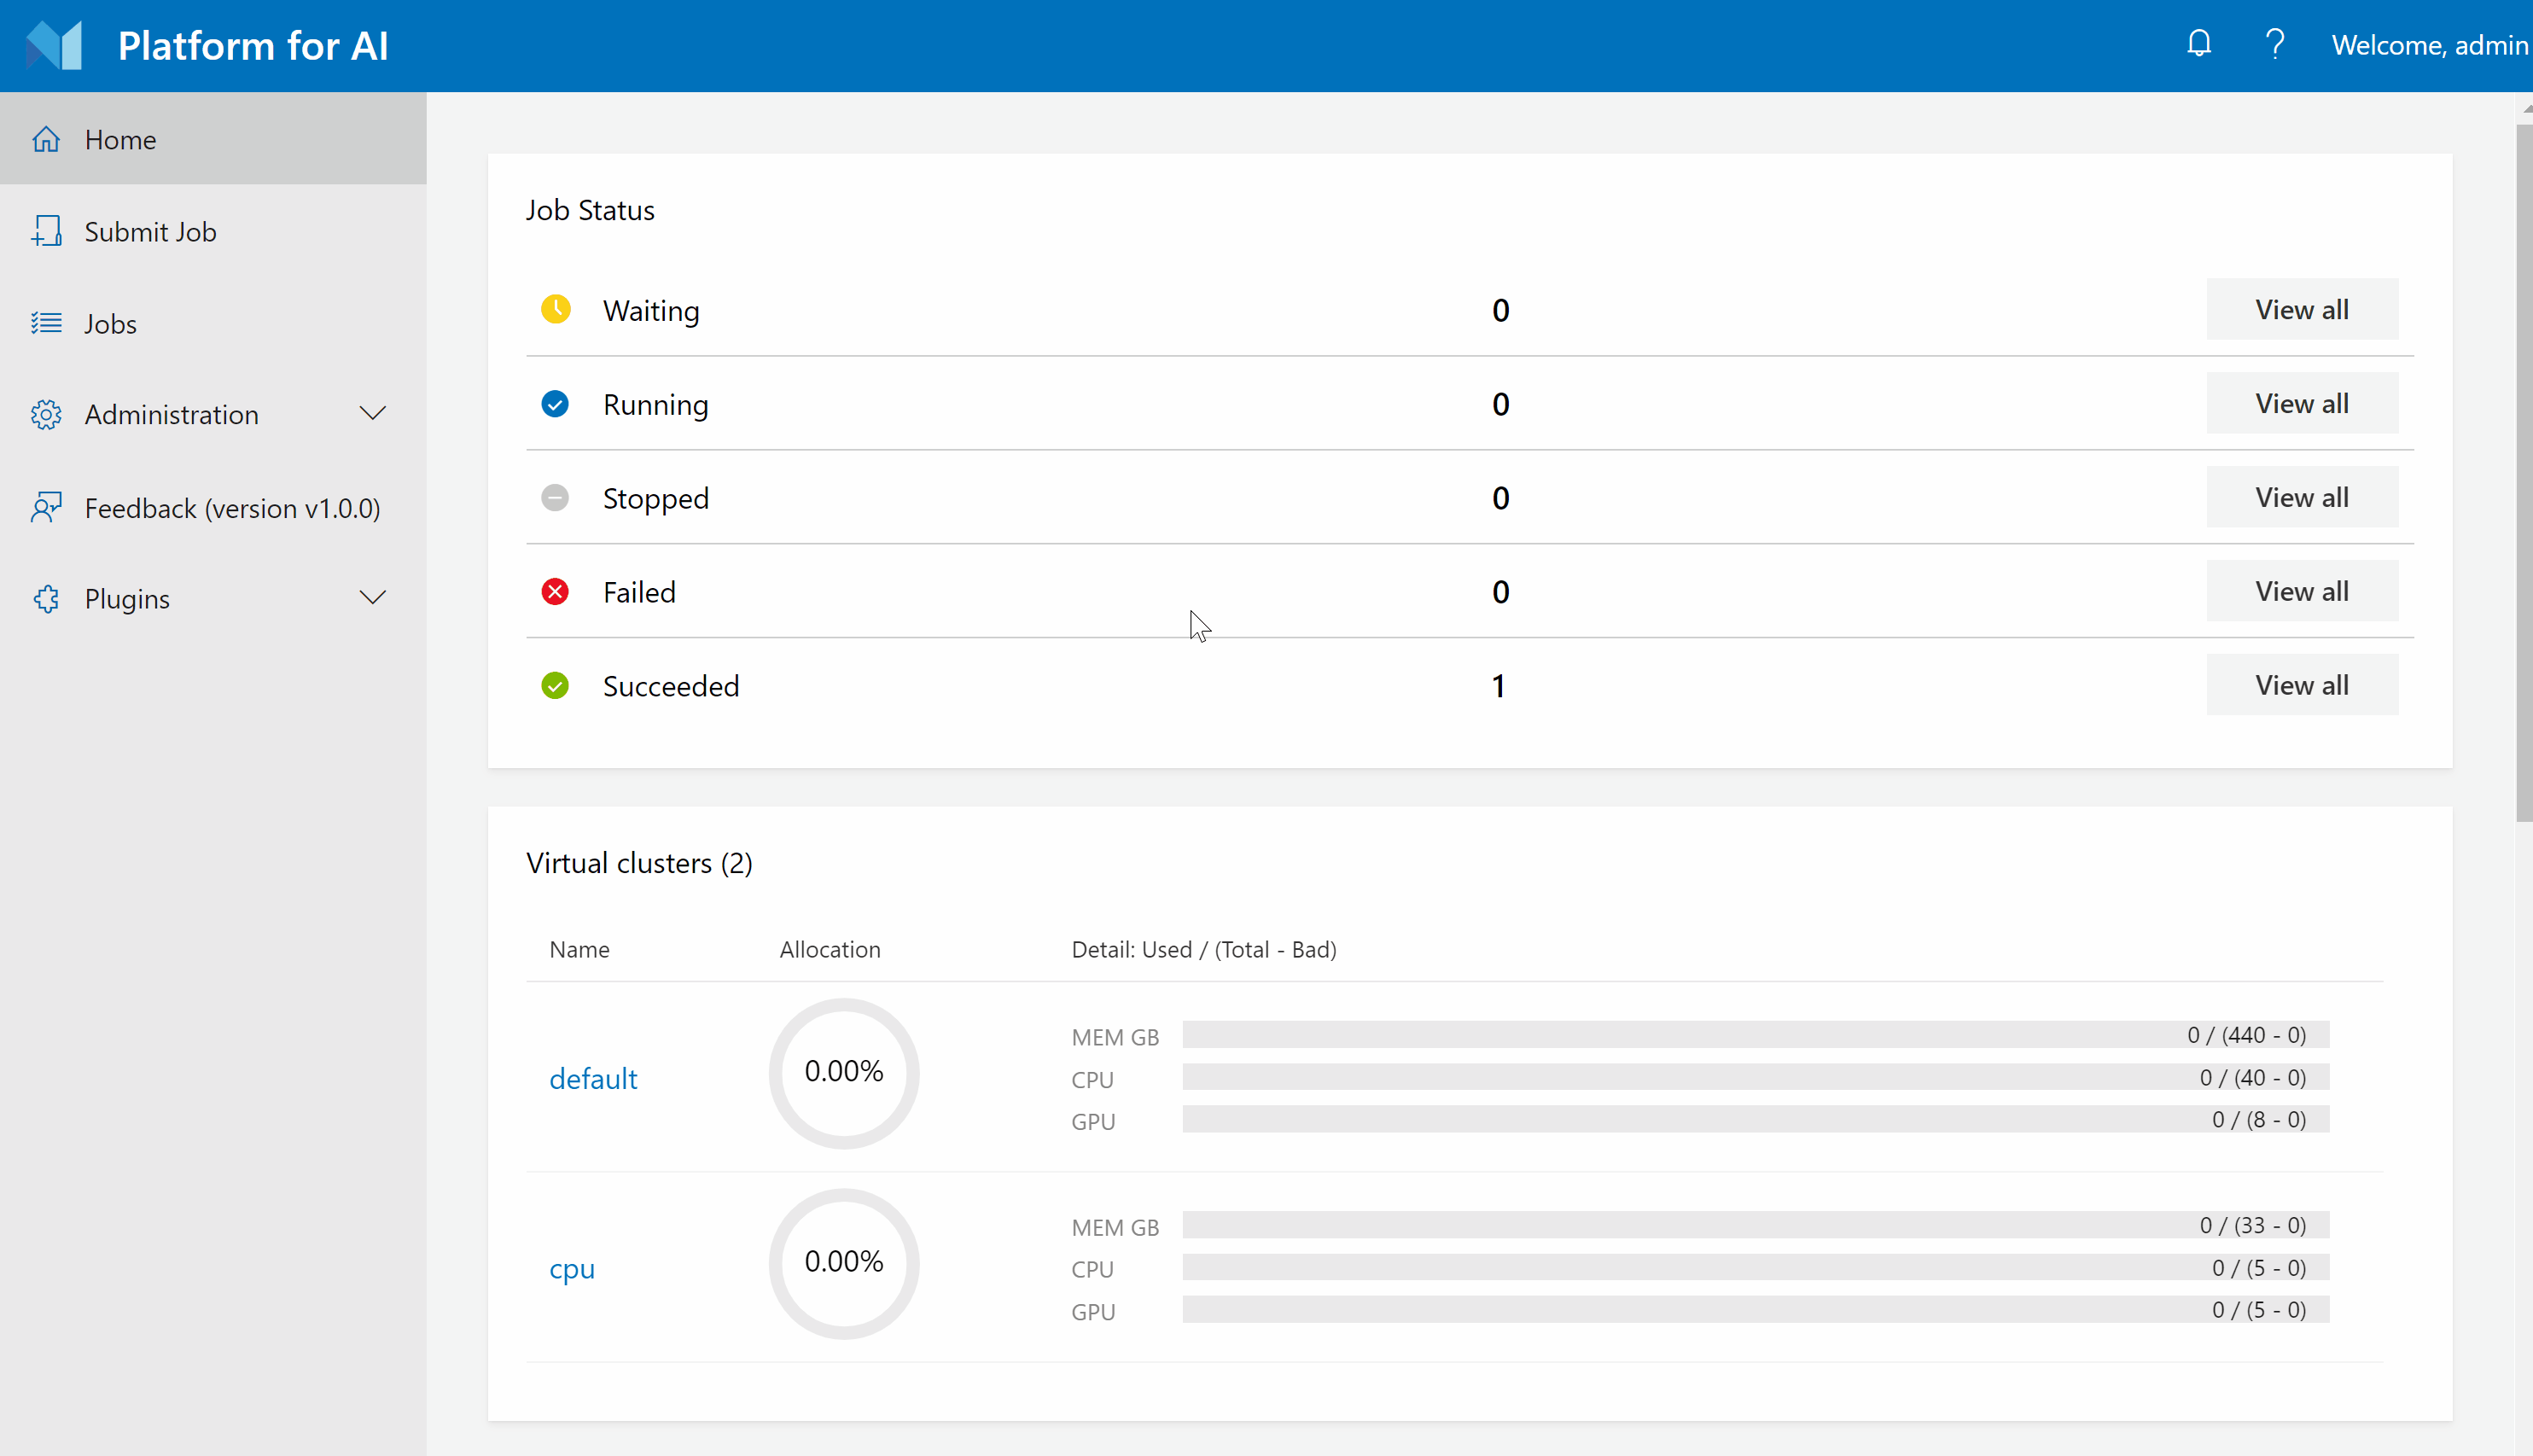 Platform for AI
Welcome, admin
Home
Submit Job
Jobs
Administration
Feedback (version v1.0.0)
Plugins
Job Status
Waiting 0 View all
Running 0 View all
Stopped 0 View all
Failed 0 View all
Succeeded 1 View all
Virtual clusters (2)
Name Allocation Detail: Used / (Total - Bad)
default 0.00%
MEM GB 0 / (440 - 0)
CPU 0 / (40 - 0)
GPU 0 / (8 - 0)
cpu 0.00%
MEM GB 0 / (33 - 0)
CPU 0 / (5 - 0)
GPU 0 / (5 - 0)